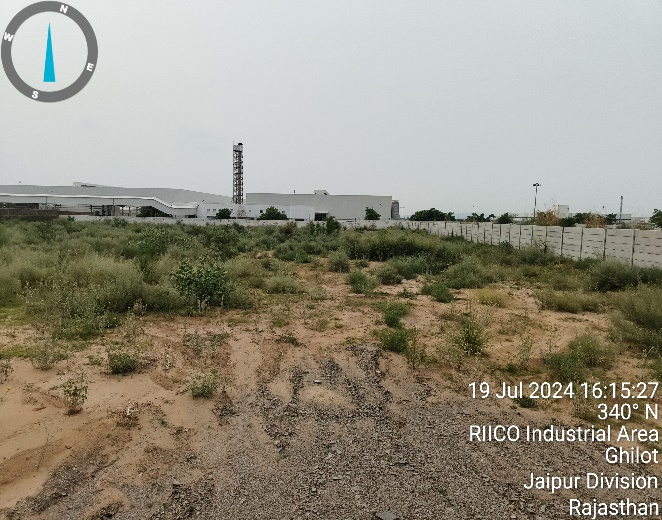 N
W
E
S
19 Jul 2024 16:15:27
340° N
RIICO Industrial Area
Ghilot
Jaipur Division
Rajasthan